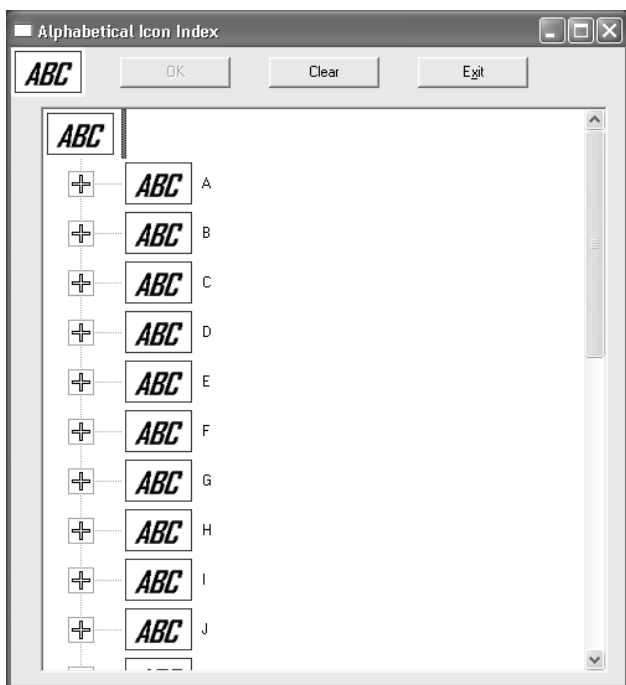 Alphabetical Icon Index
ABC OK Clear Exit
ABC
ABC A
ABC B
ABC C
ABC D
ABC E
ABC F
ABC G
ABC H
ABC I
ABC J